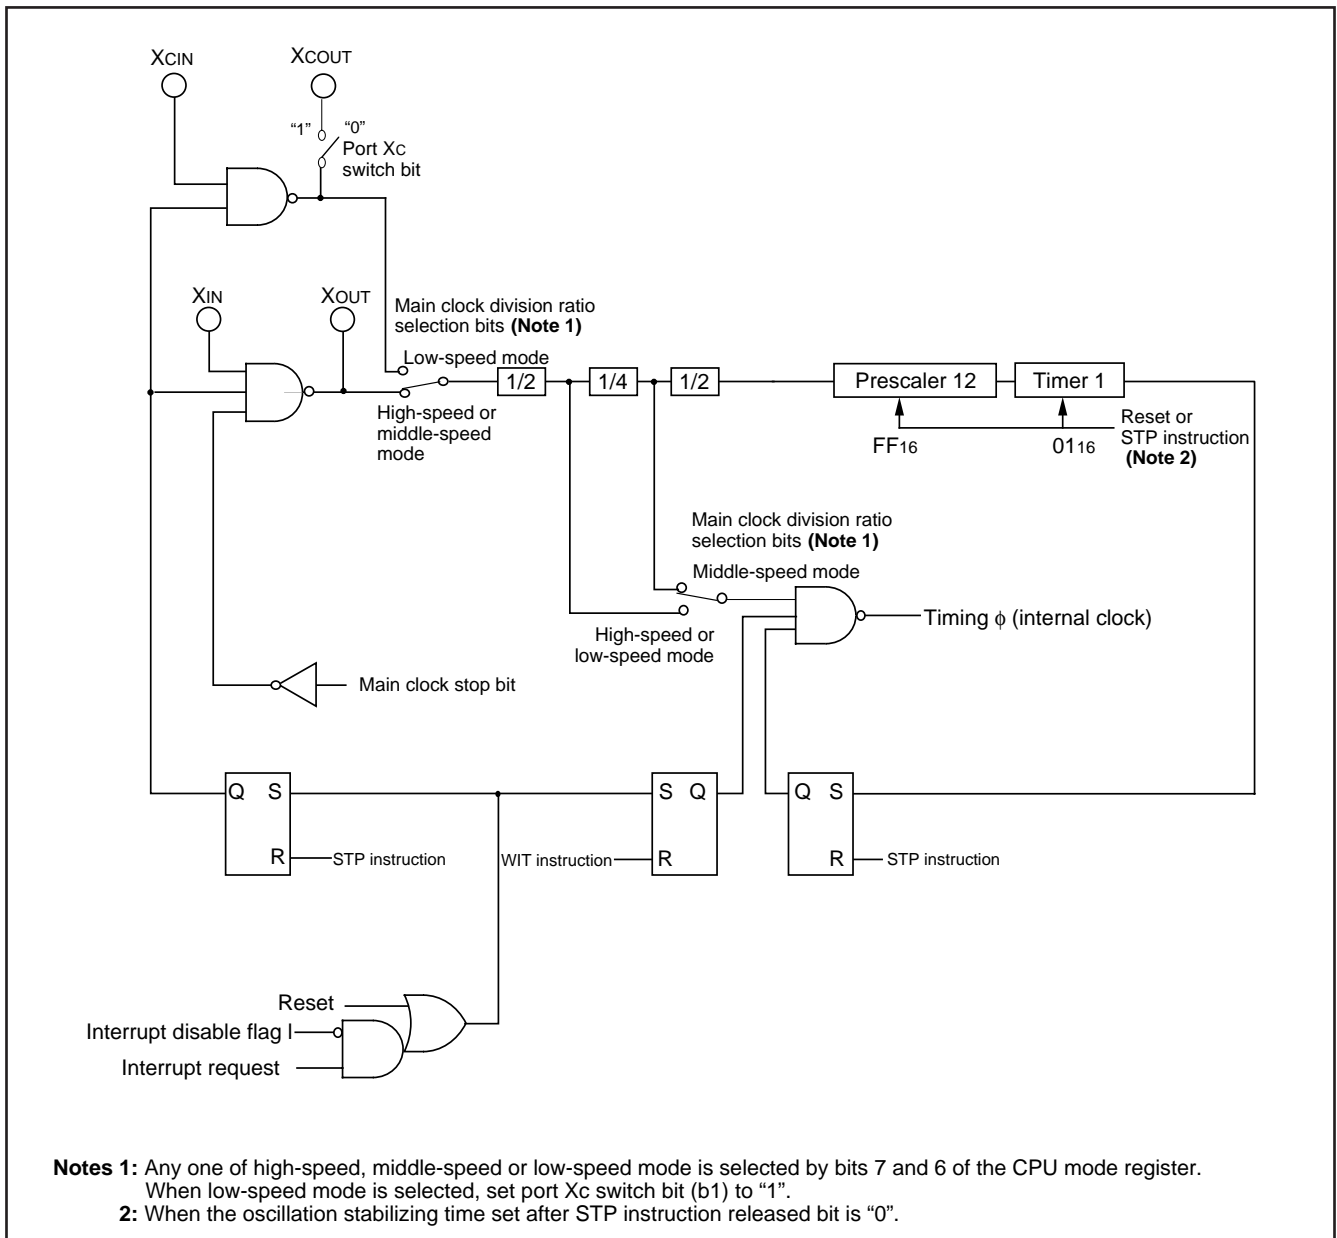 XCIN
XCOUT
“1”
“0”
Port XC
switch bit
XIN
XOUT
Main clock division ratio
selection bits (Note 1)
Low-speed mode
1/2
1/4
1/2
Prescaler 12
Timer 1
High-speed or
middle-speed
mode
FF16
0116
Reset or
STP instruction
(Note 2)
Main clock division ratio
selection bits (Note 1)
Middle-speed mode
Timing ϕ (internal clock)
High-speed or
low-speed mode
Main clock stop bit
Q S
R
STP instruction
S Q
WIT instruction
R
Q S
R
STP instruction
Reset
Interrupt disable flag I
Interrupt request
Notes 1: Any one of high-speed, middle-speed or low-speed mode is selected by bits 7 and 6 of the CPU mode register.
When low-speed mode is selected, set port Xc switch bit (b1) to “1”.
2: When the oscillation stabilizing time set after STP instruction released bit is “0”.